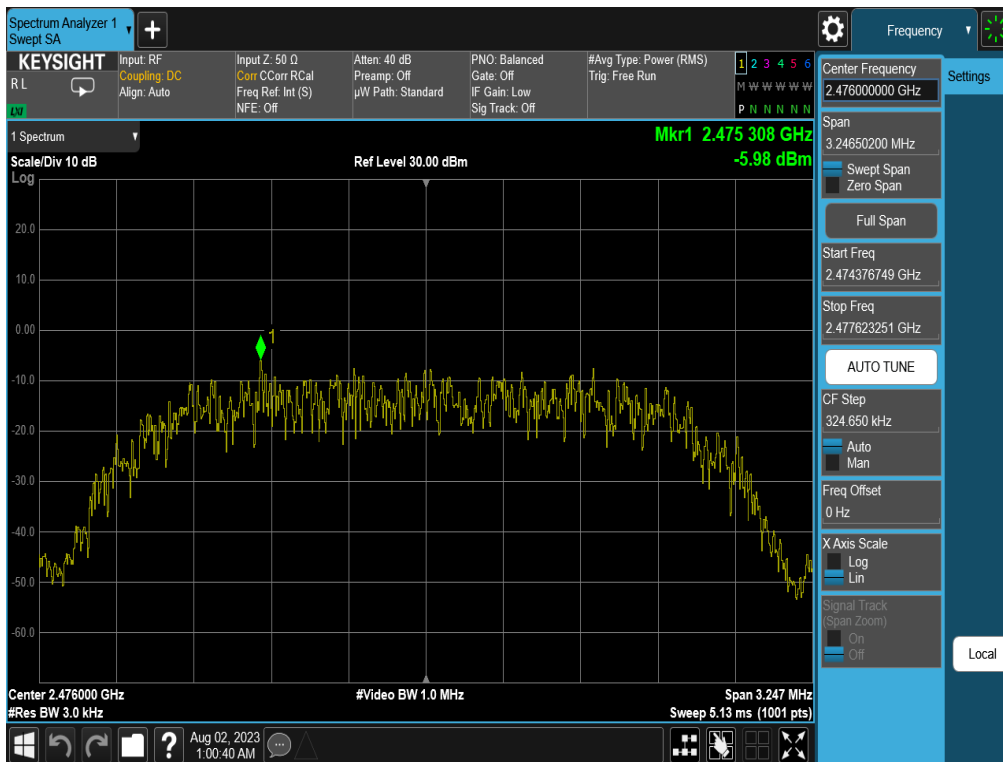 Spectrum Analyzer 1
Swept SA
+
Frequency
KEYSIGHT
R L
LXI
Input: RF
Coupling: DC
Align: Auto
Input Z: 50 Ω
Corr CCorr RCal
Freq Ref: Int (S)
NFE: Off
Atten: 40 dB
Preamp: Off
µW Path: Standard
PNO: Balanced
Gate: Off
IF Gain: Low
Sig Track: Off
#Avg Type: Power (RMS)
Trig: Free Run
1 2 3 4 5 6
M W W W W W
P N N N N N
1 Spectrum
Scale/Div 10 dB
Log
Ref Level 30.00 dBm
Mkr1 2.475 308 GHz
-5.98 dBm
20.0
10.0
0.00
-10.0
-20.0
-30.0
-40.0
-50.0
-60.0
1
Center 2.476000 GHz
#Res BW 3.0 kHz
#Video BW 1.0 MHz
Span 3.247 MHz
Sweep 5.13 ms (1001 pts)
Aug 02, 2023
1:00:40 AM
?
Center Frequency
2.476000000 GHz
Span
3.24650200 MHz
Swept Span
Zero Span
Full Span
Start Freq
2.474376749 GHz
Stop Freq
2.477623251 GHz
AUTO TUNE
CF Step
324.650 kHz
Auto
Man
Freq Offset
0 Hz
X Axis Scale
Log
Lin
Signal Track
(Span Zoom)
On
Off
Settings
Local